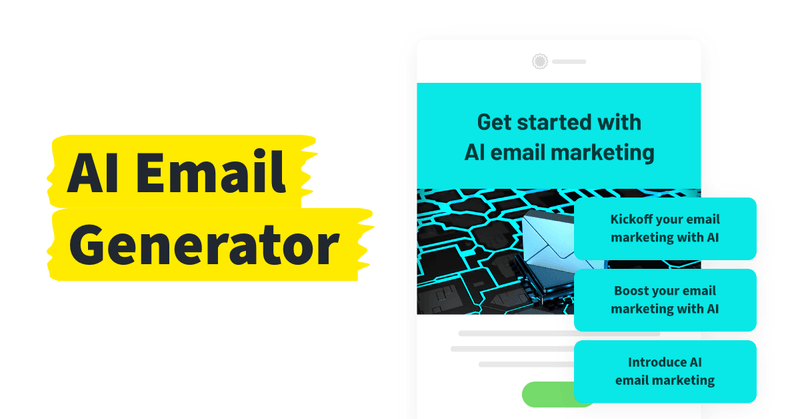 AI Email
Generator
Get started with
AI email marketing
Kickoff your email
marketing with AI
Boost your email
marketing with AI
Introduce AI
email marketing